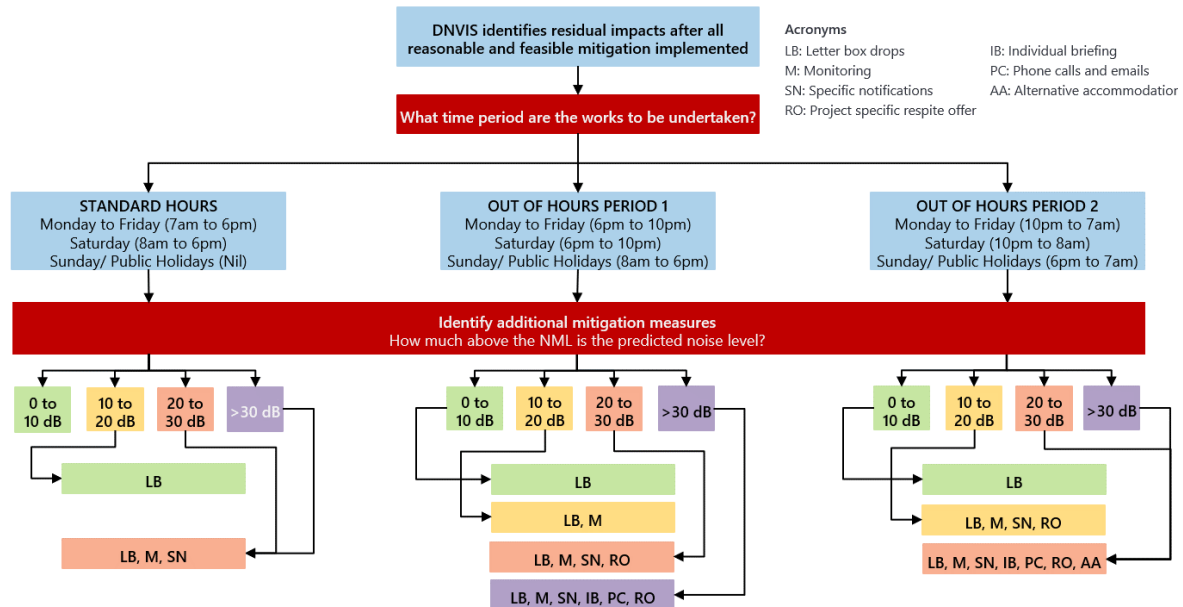 DNVIS identifies residual impacts after all
reasonable and feasible mitigation implemented
Acronyms
LB: Letter box drops
IB: Individual briefing
M: Monitoring
PC: Phone calls and emails
SN: Specific notifications
AA: Alternative accommodation
RO: Project specific respite offer
What time period are the works to be undertaken?
STANDARD HOURS
Monday to Friday (7am to 6pm)
Saturday (8am to 6pm)
Sunday/ Public Holidays (Nil)
OUT OF HOURS PERIOD 1
Monday to Friday (6pm to 10pm)
Saturday (6pm to 10pm)
Sunday/ Public Holidays (8am to 6pm)
OUT OF HOURS PERIOD 2
Monday to Friday (10pm to 7am)
Saturday (10pm to 8am)
Sunday/ Public Holidays (6pm to 7am)
Identify additional mitigation measures
How much above the NML is the predicted noise level?
0 to
10 dB
10 to
20 dB
20 to
30 dB
>30 dB
LB
LB, M, SN
0 to
10 dB
10 to
20 dB
20 to
30 dB
>30 dB
LB
LB, M
LB, M, SN, RO
LB, M, SN, IB, PC, RO
0 to
10 dB
10 to
20 dB
20 to
30 dB
>30 dB
LB
LB, M, SN, RO
LB, M, SN, IB, PC, RO, AA